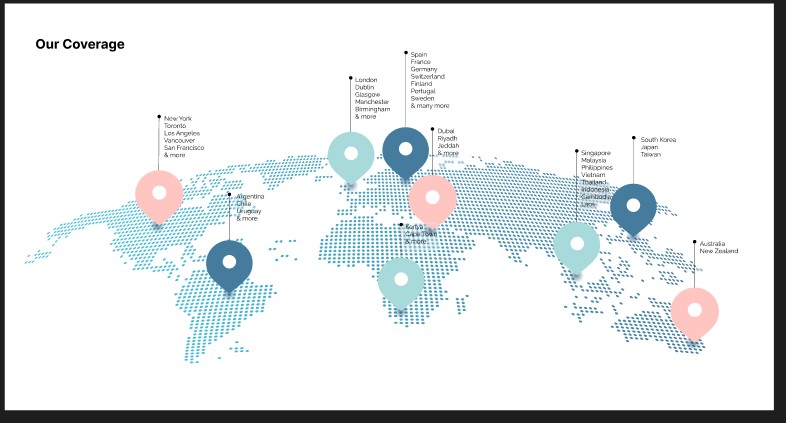 Our Coverage
Spain
France
Germany
Switzerland
Finland
Portugal
Sweden
& many more
London
Dublin
Glasgow
Manchester
Birmingham
& more
New York
Toronto
Los Angeles
Vancouver
San Francisco
& more
Dubai
Riyadh
Jeddah
& more
South Korea
Japan
Taiwan
Singapore
Malaysia
Philippines
Vietnam
Thailand
Indonesia
Cambodia
Laos
Argentina
Chile
Uruguay
& more
Kenya
Cape Town
& more
Australia
New Zealand